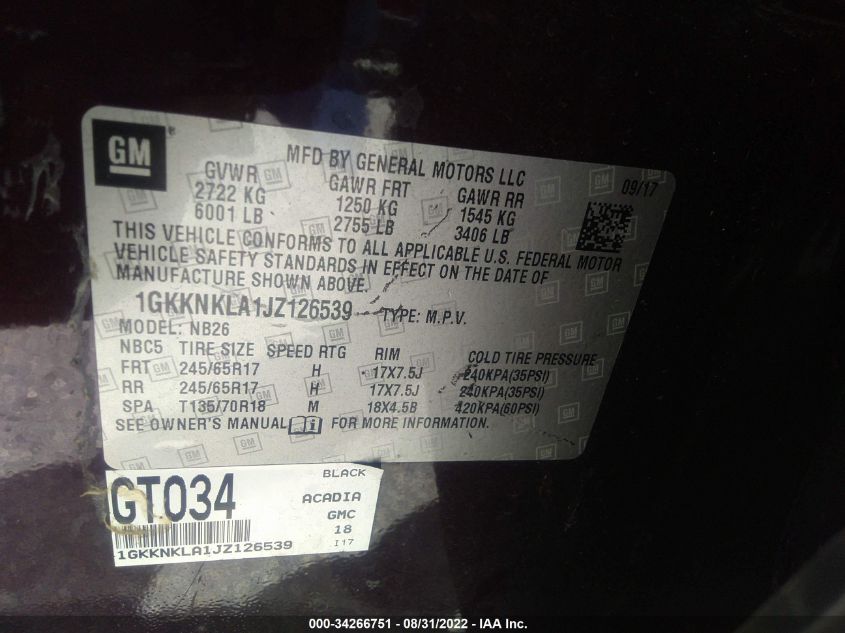 GM
MFD BY GENERAL MOTORS LLC
09/17
GVWR GAWR FRT GAWR RR
2722 KG 1250 KG 1545 KG
6001 LB 2755 LB 3406 LB
THIS VEHICLE CONFORMS TO ALL APPLICABLE U.S. FEDERAL MOTOR
VEHICLE SAFETY STANDARDS IN EFFECT ON THE DATE OF
MANUFACTURE SHOWN ABOVE.
1GKKNKLA1JZ126539 TYPE: M.P.V.
MODEL: NB26
NBC5 TIRE SIZE SPEED RTG RIM COLD TIRE PRESSURE
FRT 245/65R17 H 17X7.5J 240KPA(35PSI)
RR 245/65R17 H 17X7.5J 240KPA(35PSI)
SPA T135/70R18 M 18X4.5B 420KPA(60PSI)
SEE OWNER'S MANUAL FOR MORE INFORMATION.
GT034
BLACK
ACADIA
GMC
18
I17
1GKKNKLA1JZ126539
000-34266751 - 08/31/2022 - IAA Inc.